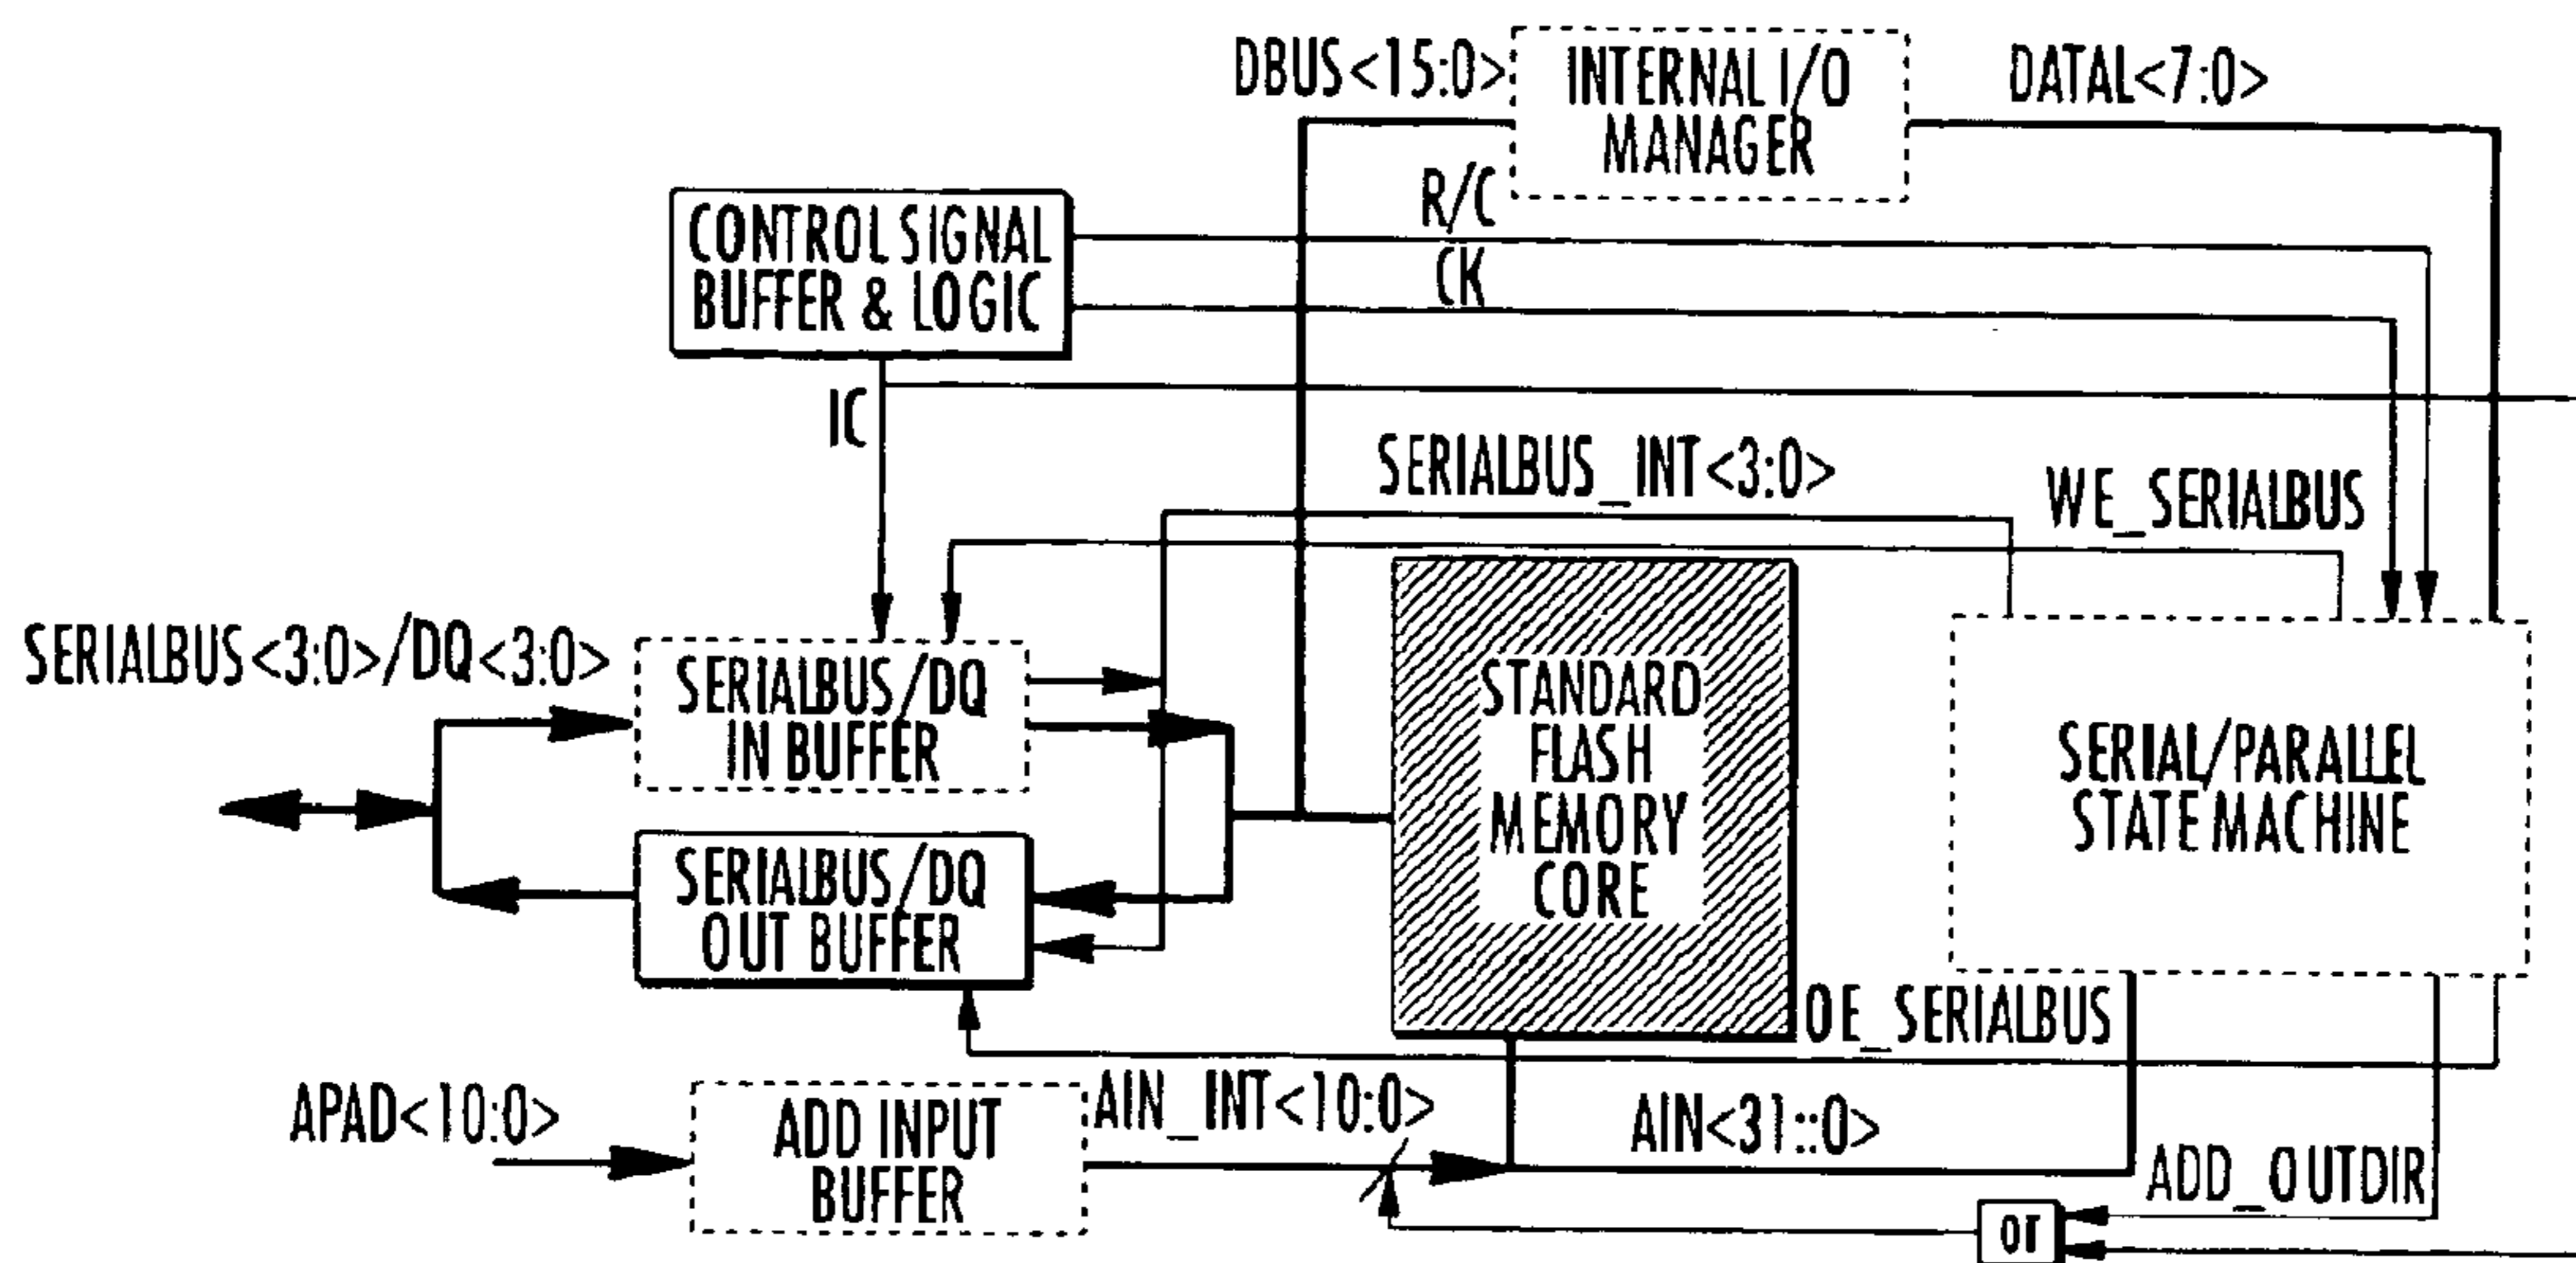 DBUS<15:0>
INTERNAL I/O
MANAGER
DATAL<7:0>
CONTROL SIGNAL
BUFFER & LOGIC
R/C
CK
IC
SERIALBUS_INT<3:0>
WE_SERIALBUS
SERIALBUS<3:0>/DQ<3:0>
SERIALBUS/DQ
IN BUFFER
STANDARD
FLASH
MEMORY
CORE
SERIAL/PARALLEL
STATE MACHINE
SERIALBUS/DQ
OUT BUFFER
OE_SERIALBUS
APAD<10:0>
ADD INPUT
BUFFER
AIN_INT<10:0>
AIN<31::0>
ADD_OUTDIR
OT